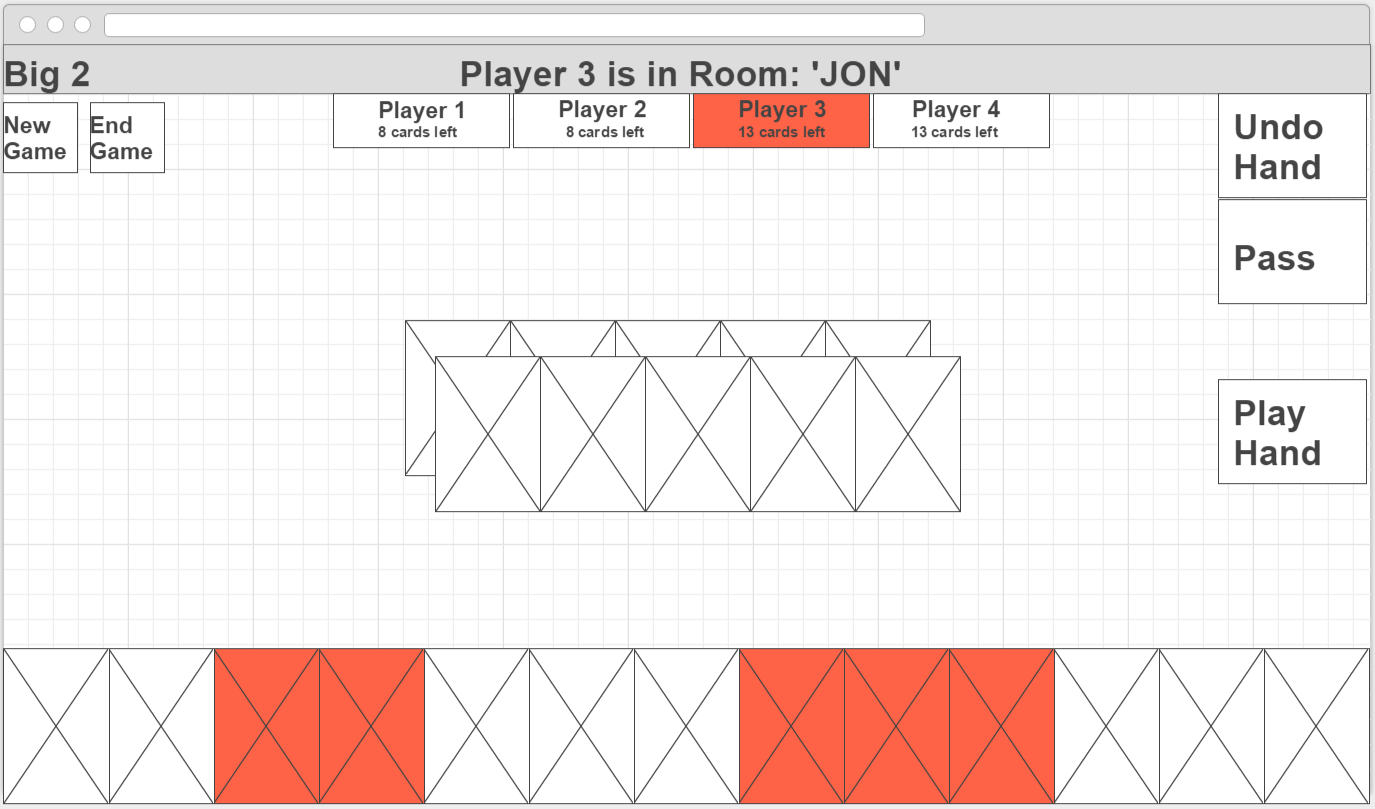 Big 2
Player 3 is in Room: 'JON'
New
Game
End
Game
Player 1
8 cards left
Player 2
8 cards left
Player 3
13 cards left
Player 4
13 cards left
Undo
Hand
Pass
Play
Hand